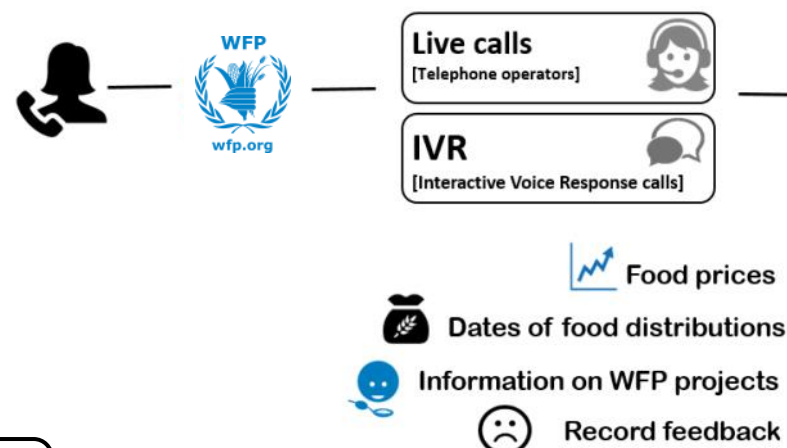 WFP
wfp.org
Live calls
[Telephone operators]
IVR
[Interactive Voice Response calls]
Food prices
Dates of food distributions
Information on WFP projects
Record feedback